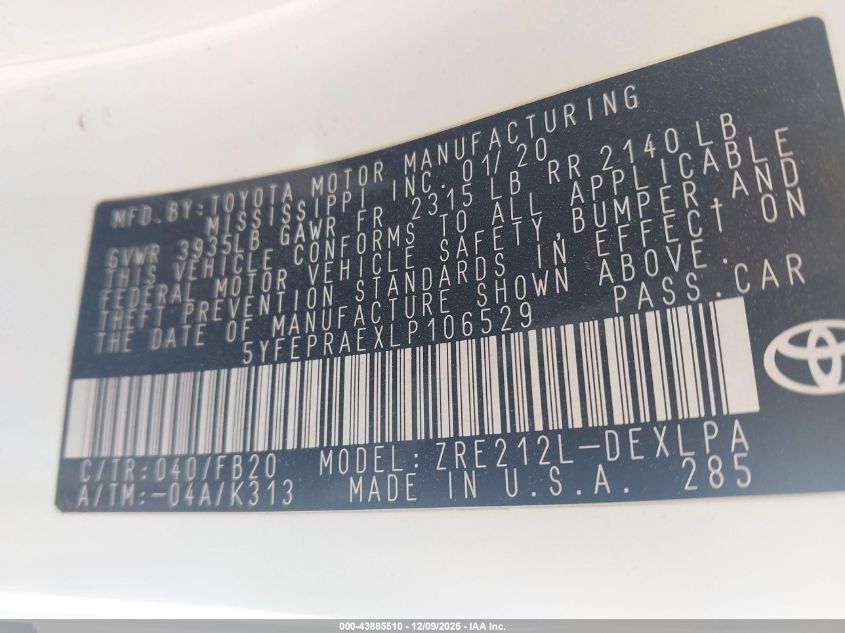 MFD. BY: TOYOTA MOTOR MANUFACTURING
MISSISSIPPI INC. 01/20
GVWR 3935LB GAWR FR 2315 LB RR 2140 LB
THIS VEHICLE CONFORMS TO ALL APPLICABLE
FEDERAL MOTOR VEHICLE SAFETY, BUMPER, AND
THEFT PREVENTION STANDARDS IN EFFECT ON
THE DATE OF MANUFACTURE SHOWN ABOVE.
5YFEPRAEXLP106529 PASS. CAR
C/TR: 040/FB20 MODEL: ZRE212L-DEXLPA
A/TM: -04A/K313 MADE IN U.S.A. 285
000-43885510 - 12/09/2025 - IAA Inc.